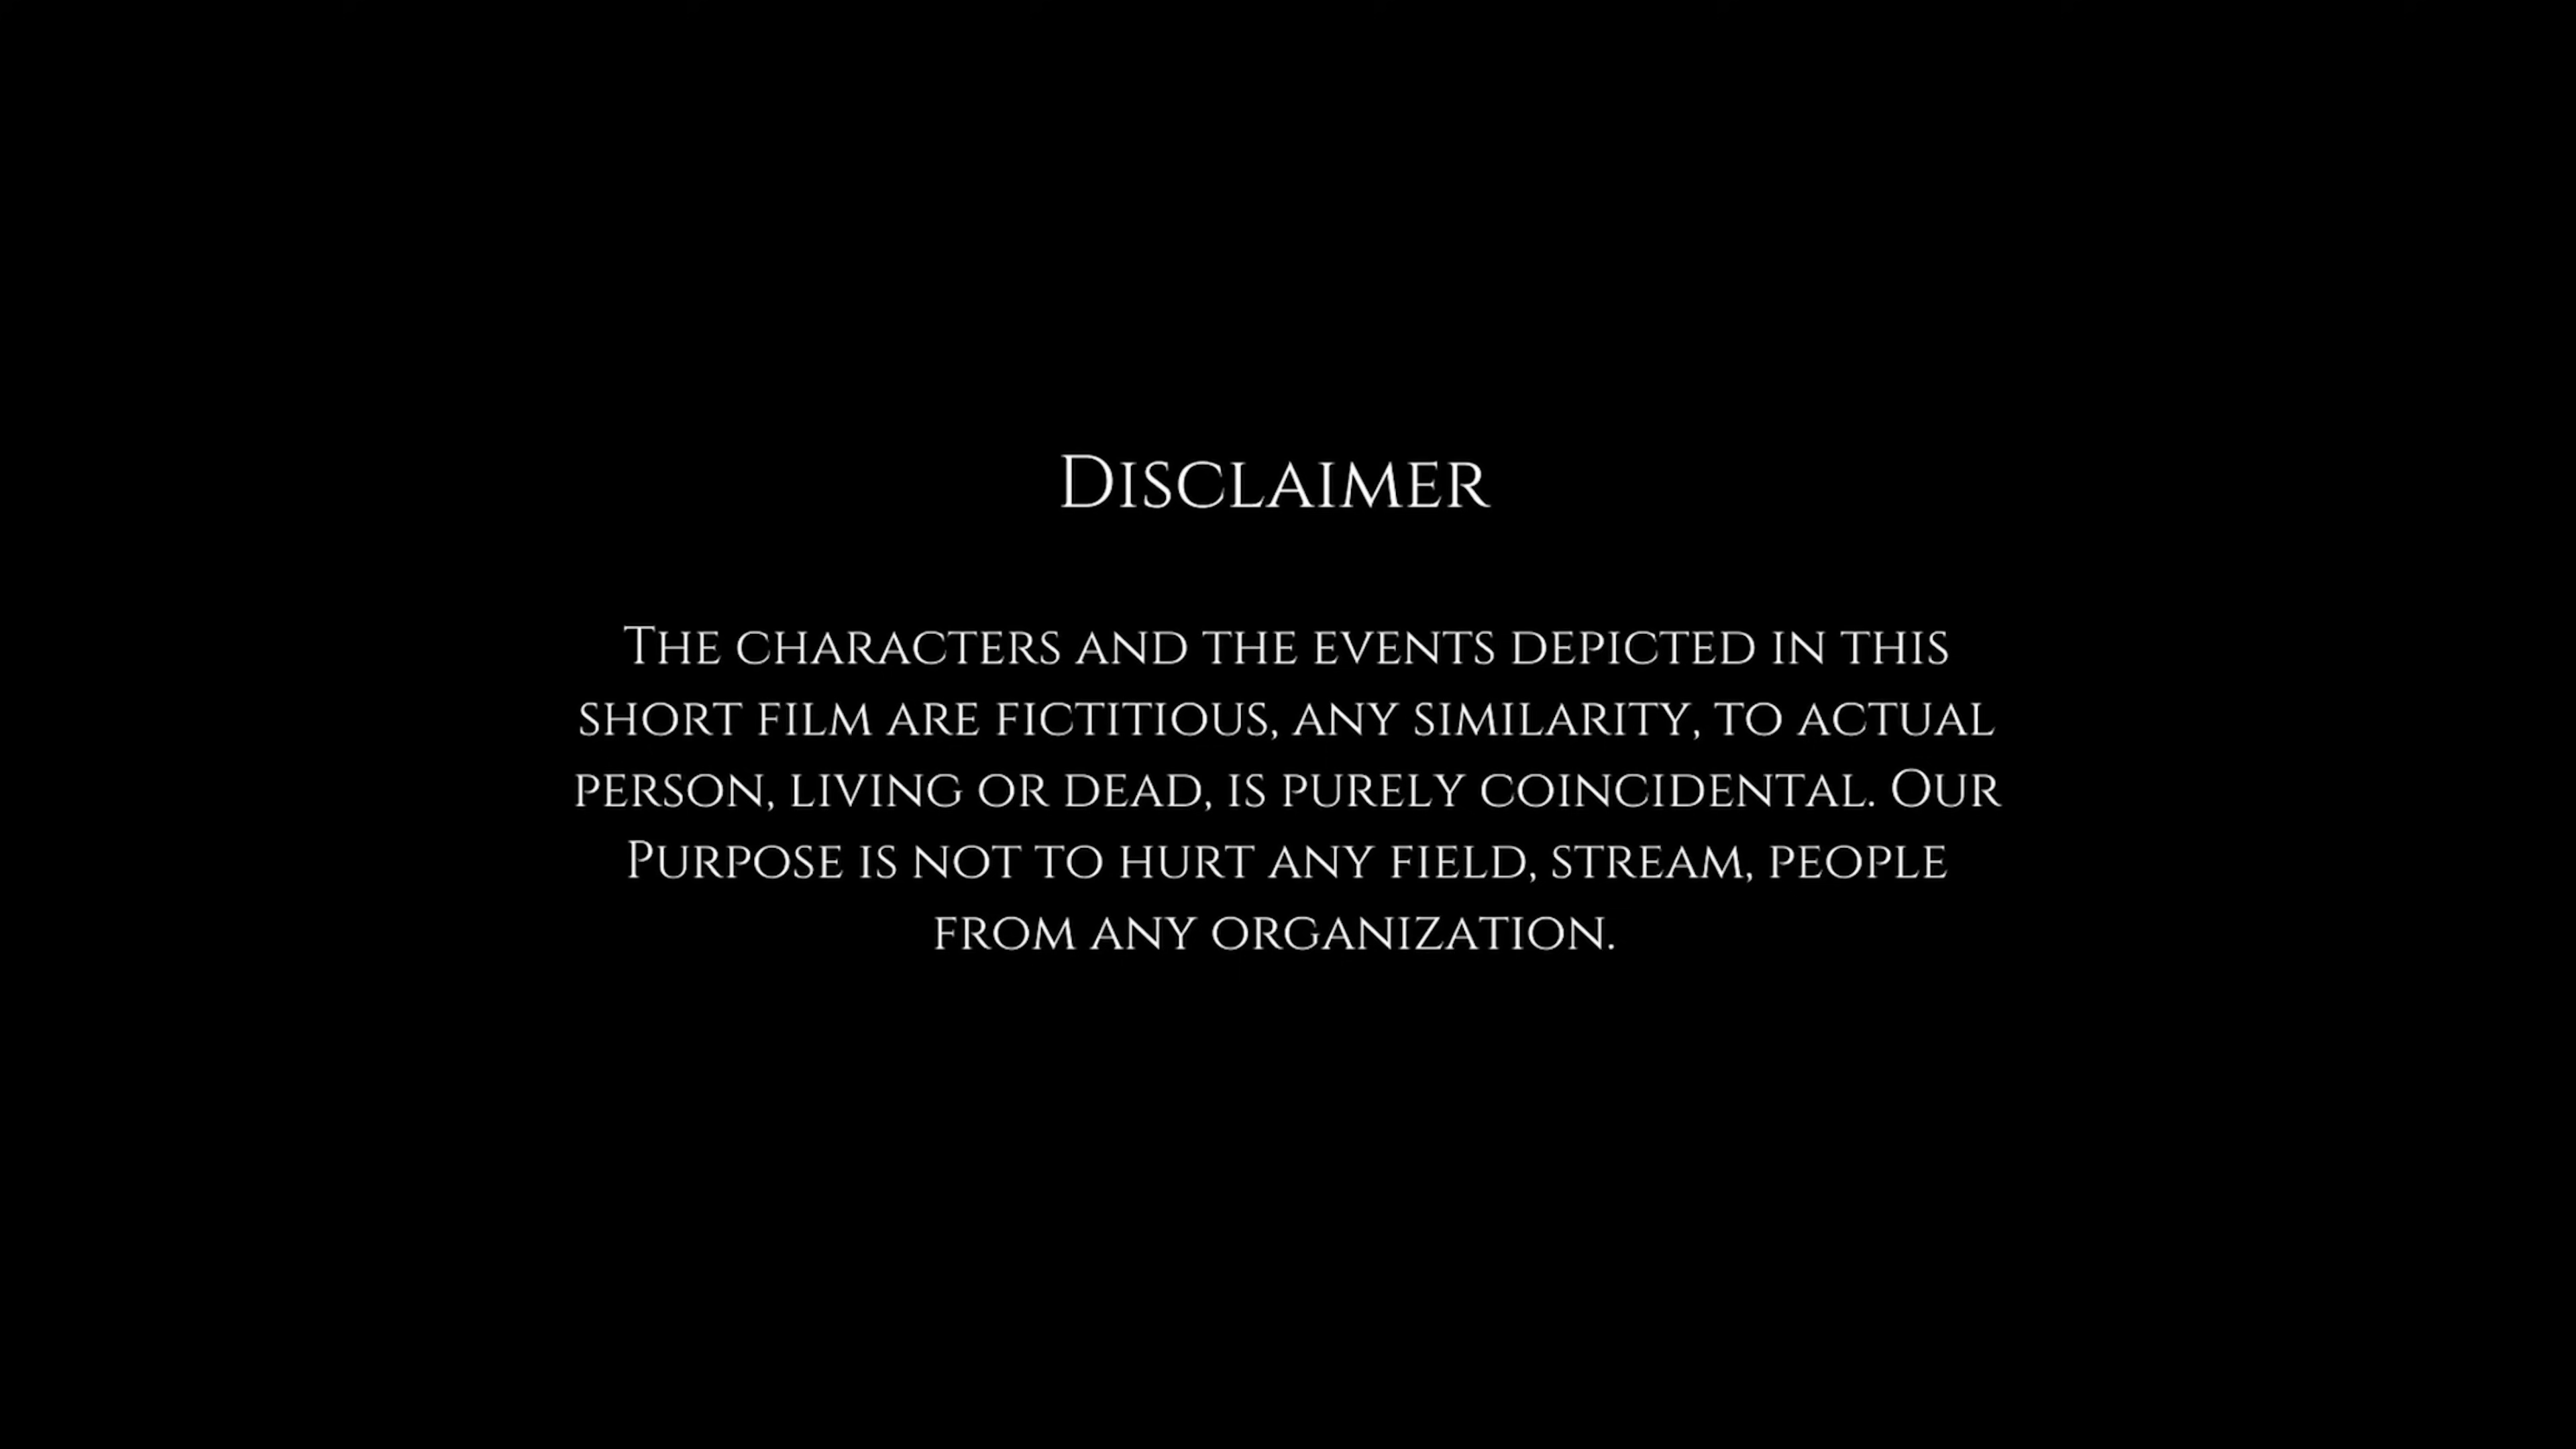 Disclaimer
The characters and the events depicted in this
short film are fictitious, any similarity, to actual
person, living or dead, is purely coincidental. Our
Purpose is not to hurt any field, stream, people
from any organization.